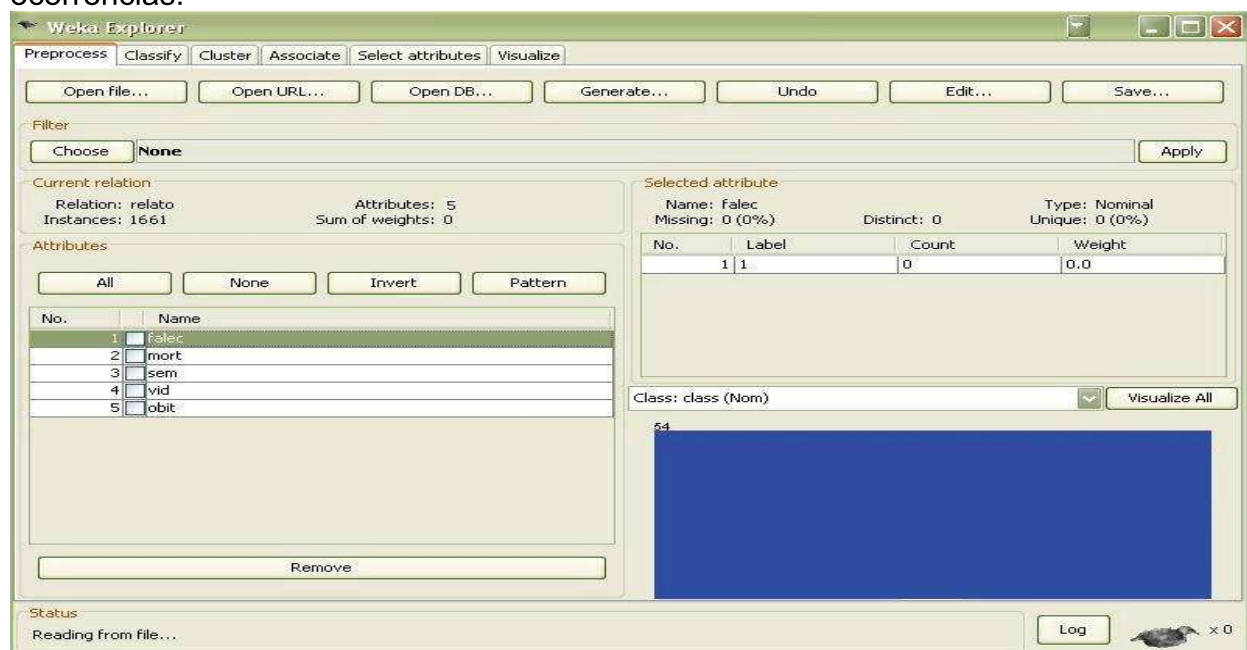 ocorrências.
Weka Explorer
Preprocess Classify Cluster Associate Select attributes Visualize
Open file... Open URL... Open DB... Generate... Undo Edit... Save...
Filter
Choose None Apply
Current relation
Relation: relato Attributes: 5
Instances: 1661 Sum of weights: 0
Selected attribute
Name: falec Type: Nominal
Missing: 0 (0%) Distinct: 0 Unique: 0 (0%)
No. Label Count Weight
1 1 0 0.0
Attributes
All None Invert Pattern
No. Name
1 falec
2 mort
3 sem
4 vid
5 obit
Remove
Class: class (Nom) Visualize All
54
Status
Reading from file... Log x 0